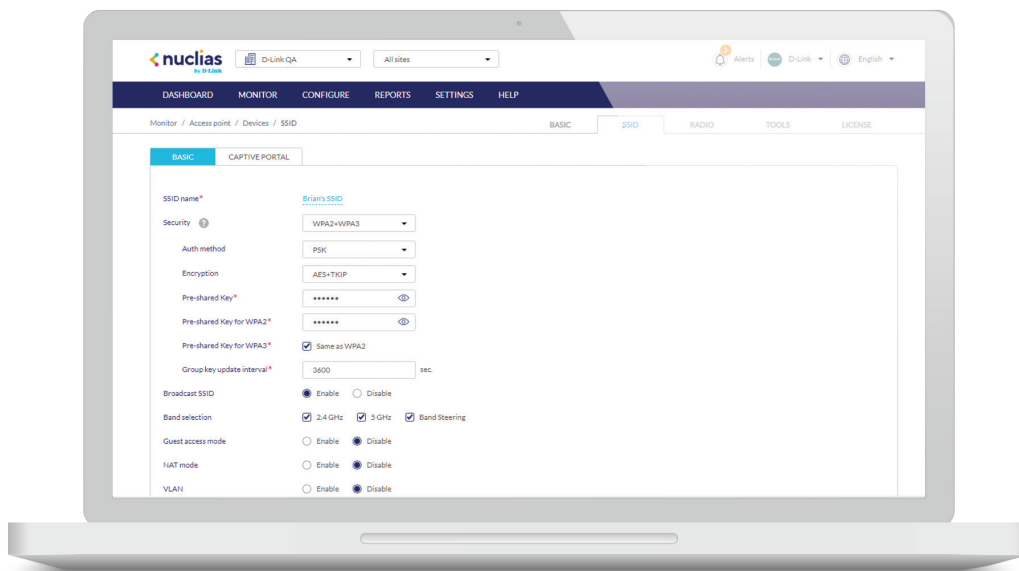 nuclias
by D-Link
D-Link QA
All sites
3
Alerts
D-Link
English
DASHBOARD MONITOR CONFIGURE REPORTS SETTINGS HELP
Monitor / Access point / Devices / SSID
BASIC SSID RADIO TOOLS LICENSE
BASIC CAPTIVE PORTAL
SSID name* Brian's SSID
Security ? WPA2+WPA3
Auth method PSK
Encryption AES+TKIP
Pre-shared Key* ••••••
Pre-shared Key for WPA2* ••••••
Pre-shared Key for WPA3* Same as WPA2
Group key update interval* 3600 sec.
Broadcast SSID Enable Disable
Band selection 2.4 GHz 5 GHz Band Steering
Guest access mode Enable Disable
NAT mode Enable Disable
VLAN Enable Disable